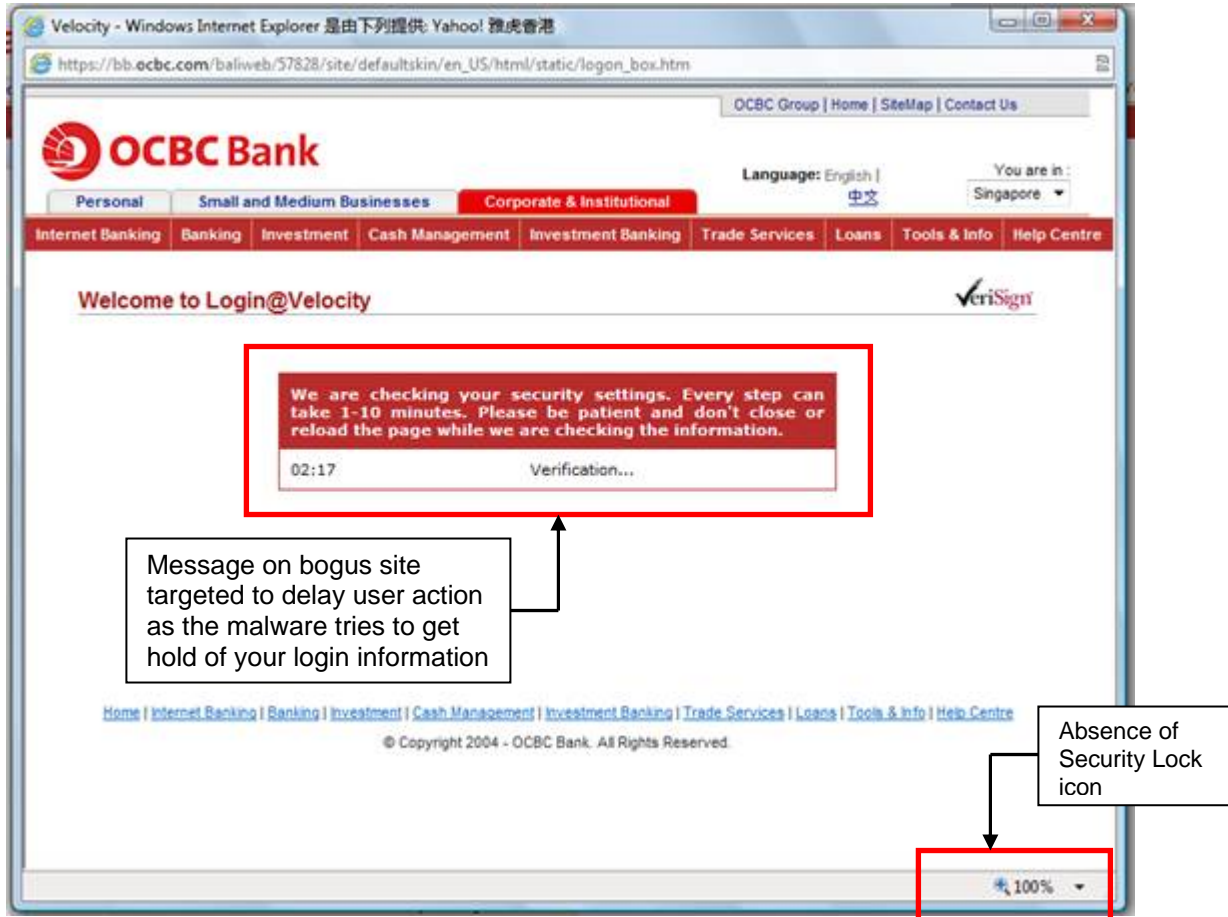 Velocity - Windows Internet Explorer 是由下列提供: Yahoo! 雅虎香港
https://bb.ocbc.com/baliweb/57828/site/defaultskin/en_US/html/static/logon_box.htm
OCBC Group | Home | SiteMap | Contact Us
OCBC Bank
Language: English |
中文
You are in :
Singapore
Personal
Small and Medium Businesses
Corporate & Institutional
Internet Banking Banking Investment Cash Management Investment Banking Trade Services Loans Tools & Info Help Centre
Welcome to Login@Velocity
VeriSign
We are checking your security settings. Every step can
take 1-10 minutes. Please be patient and don't close or
reload the page while we are checking the information.
02:17 Verification...
Message on bogus site
targeted to delay user action
as the malware tries to get
hold of your login information
Home | Internet Banking | Banking | Investment | Cash Management | Investment Banking | Trade Services | Loans | Tools & Info | Help Centre
© Copyright 2004 - OCBC Bank. All Rights Reserved.
Absence of
Security Lock
icon
100%